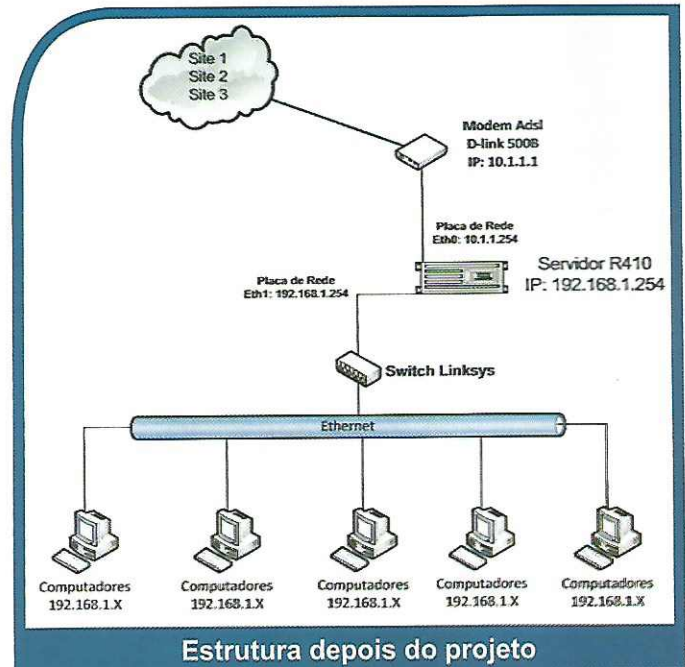 Site 1
Site 2
Site 3
Modem Adsl
D-link 500B
IP: 10.1.1.1
Placa de Rede
Eth0: 10.1.1.254
Servidor R410
IP: 192.168.1.254
Placa de Rede
Eth1: 192.168.1.254
Switch Linksys
Ethernet
Computadores
192.168.1.X
Computadores
192.168.1.X
Computadores
192.168.1.X
Computadores
192.168.1.X
Computadores
192.168.1.X
Estrutura depois do projeto